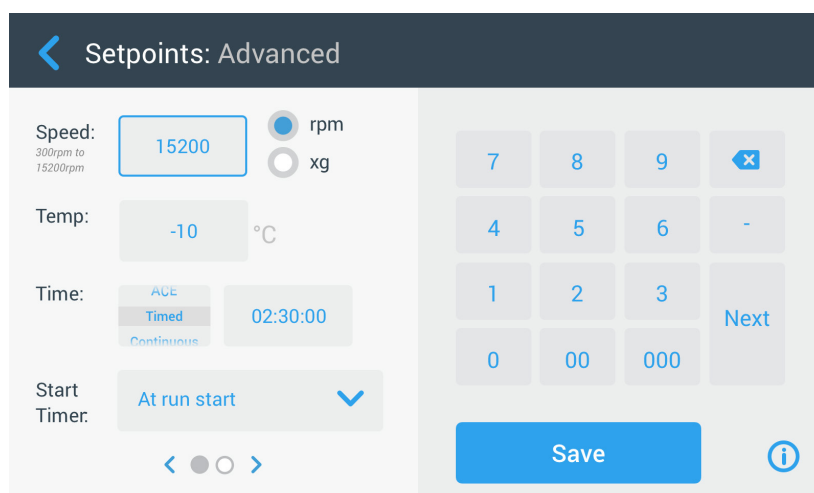 Setpoints: Advanced
Speed:
300rpm to
15200rpm
15200
rpm
xg
Temp:
-10
°C
Time:
ACE
Timed
Continuous
02:30:00
Start
Timer:
At run start
7 8 9
4 5 6 -
1 2 3
Next
0 00 000
Save